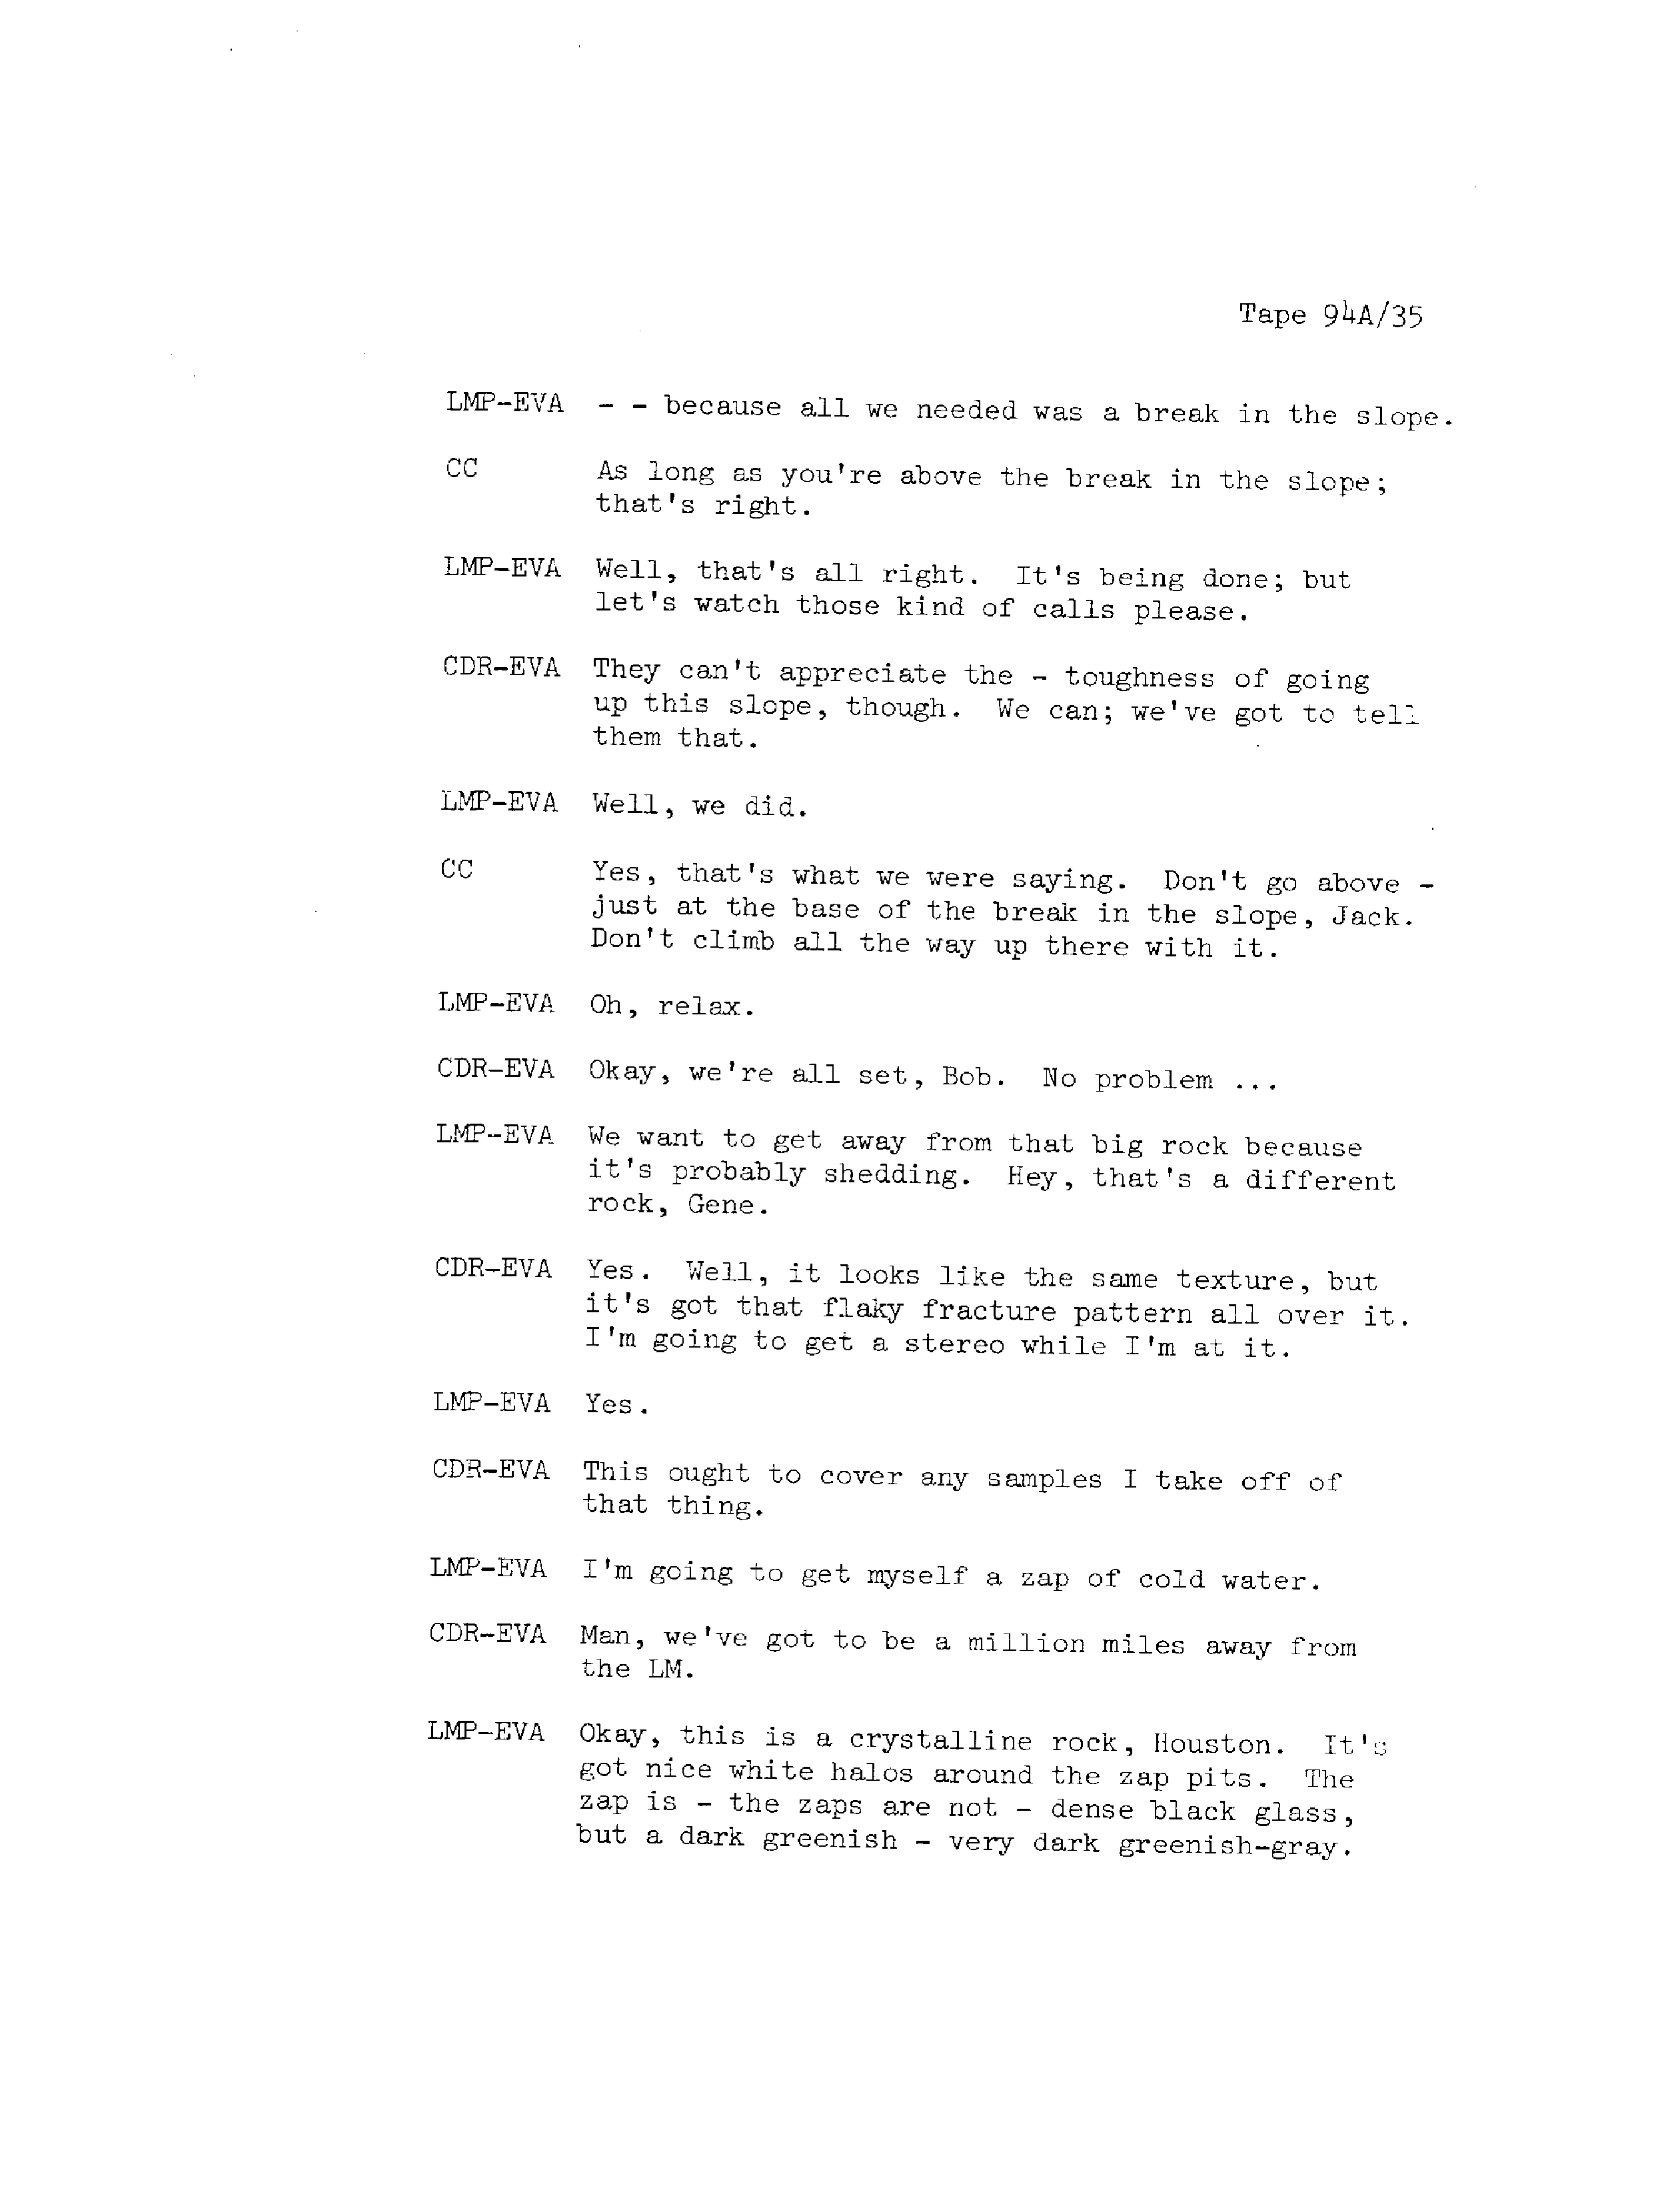 Tape 94A/35
LMP-EVA - - because all we needed was a break in the slope.
CC As long as you're above the break in the slope;
that's right.
LMP-EVA Well, that's all right. It's being done; but
let's watch those kind of calls please.
CDR-EVA They can't appreciate the - toughness of going
up this slope, though. We can; we've got to tell
them that.
LMP-EVA Well, we did.
CC Yes, that's what we were saying. Don't go above -
just at the base of the break in the slope, Jack.
Don't climb all the way up there with it.
LMP-EVA Oh, relax.
CDR-EVA Okay, we're all set, Bob. No problem ...
LMP-EVA We want to get away from that big rock because
it's probably shedding. Hey, that's a different
rock, Gene.
CDR-EVA Yes. Well, it looks like the same texture, but
it's got that flaky fracture pattern all over it.
I'm going to get a stereo while I'm at it.
LMP-EVA Yes.
CDR-EVA This ought to cover any samples I take off of
that thing.
LMP-EVA I'm going to get myself a zap of cold water.
CDR-EVA Man, we've got to be a million miles away from
the LM.
LMP-EVA Okay, this is a crystalline rock, Houston. It's
got nice white halos around the zap pits. The
zap is - the zaps are not - dense black glass,
but a dark greenish - very dark greenish-gray.